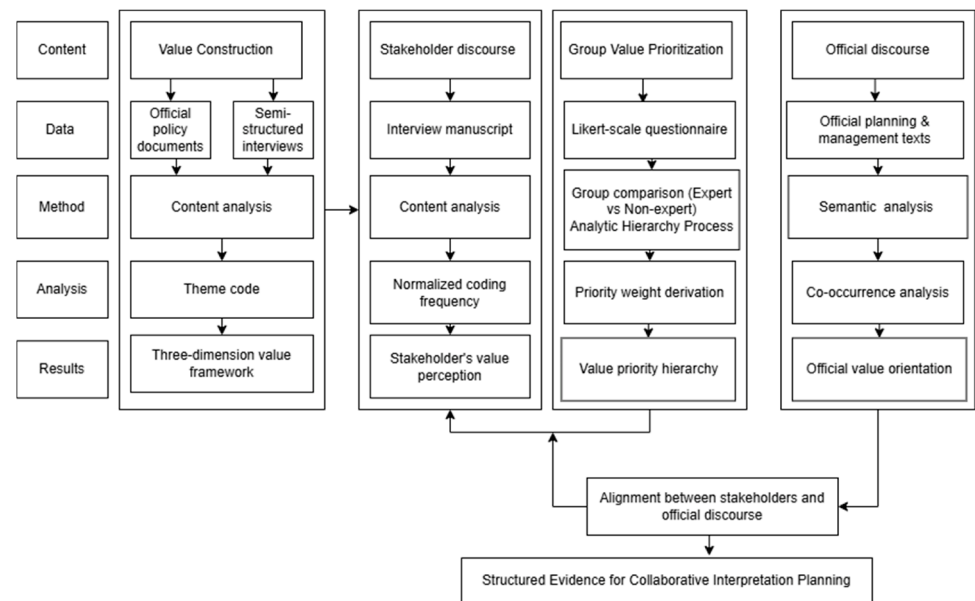 Content
Value Construction
Stakeholder discourse
Group Value Prioritization
Official discourse
Data
Official
policy
documents
Semi-
structured
interviews
Interview manuscript
Likert-scale questionnaire
Official planning &
management texts
Method
Content analysis
Content analysis
Group comparison (Expert
vs Non-expert)
Analytic Hierarchy Process
Semantic analysis
Analysis
Theme code
Normalized coding
frequency
Priority weight derivation
Co-occurrence analysis
Results
Three-dimension value
framework
Stakeholder's value
perception
Value priority hierarchy
Official value orientation
Alignment between stakeholders and
official discourse
Structured Evidence for Collaborative Interpretation Planning